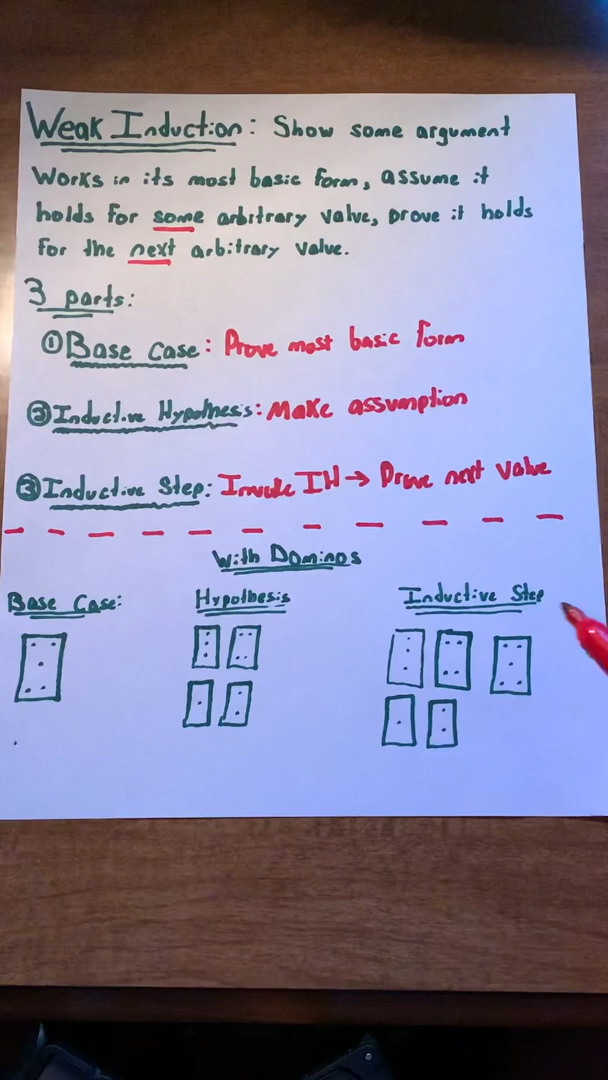 Weak Induction: Show some argument
Works in its most basic form, assume it
holds for some arbitrary value, prove it holds
for the next arbitrary value.
3 parts:
① Base Case: Prove most basic form
② Inductive Hypothesis: Make assumption
③ Inductive Step: Invoke IH → Prove next value
With Dominos
Base Case:
Hypothesis
Inductive Step